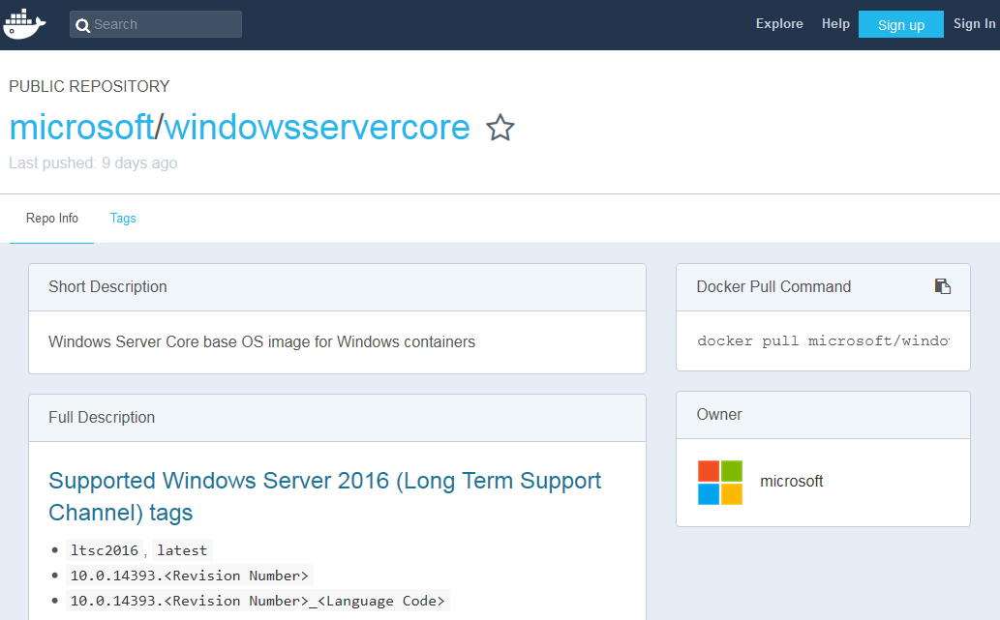 Search
Explore Help Sign up Sign In
PUBLIC REPOSITORY
microsoft/windowsservercore
Last pushed: 9 days ago
Repo Info Tags
Short Description
Windows Server Core base OS image for Windows containers
Docker Pull Command
docker pull microsoft/windo
Full Description
Supported Windows Server 2016 (Long Term Support
Channel) tags
• ltsc2016 , latest
• 10.0.14393.<Revision Number>
• 10.0.14393.<Revision Number>_<Language Code>
Owner
microsoft